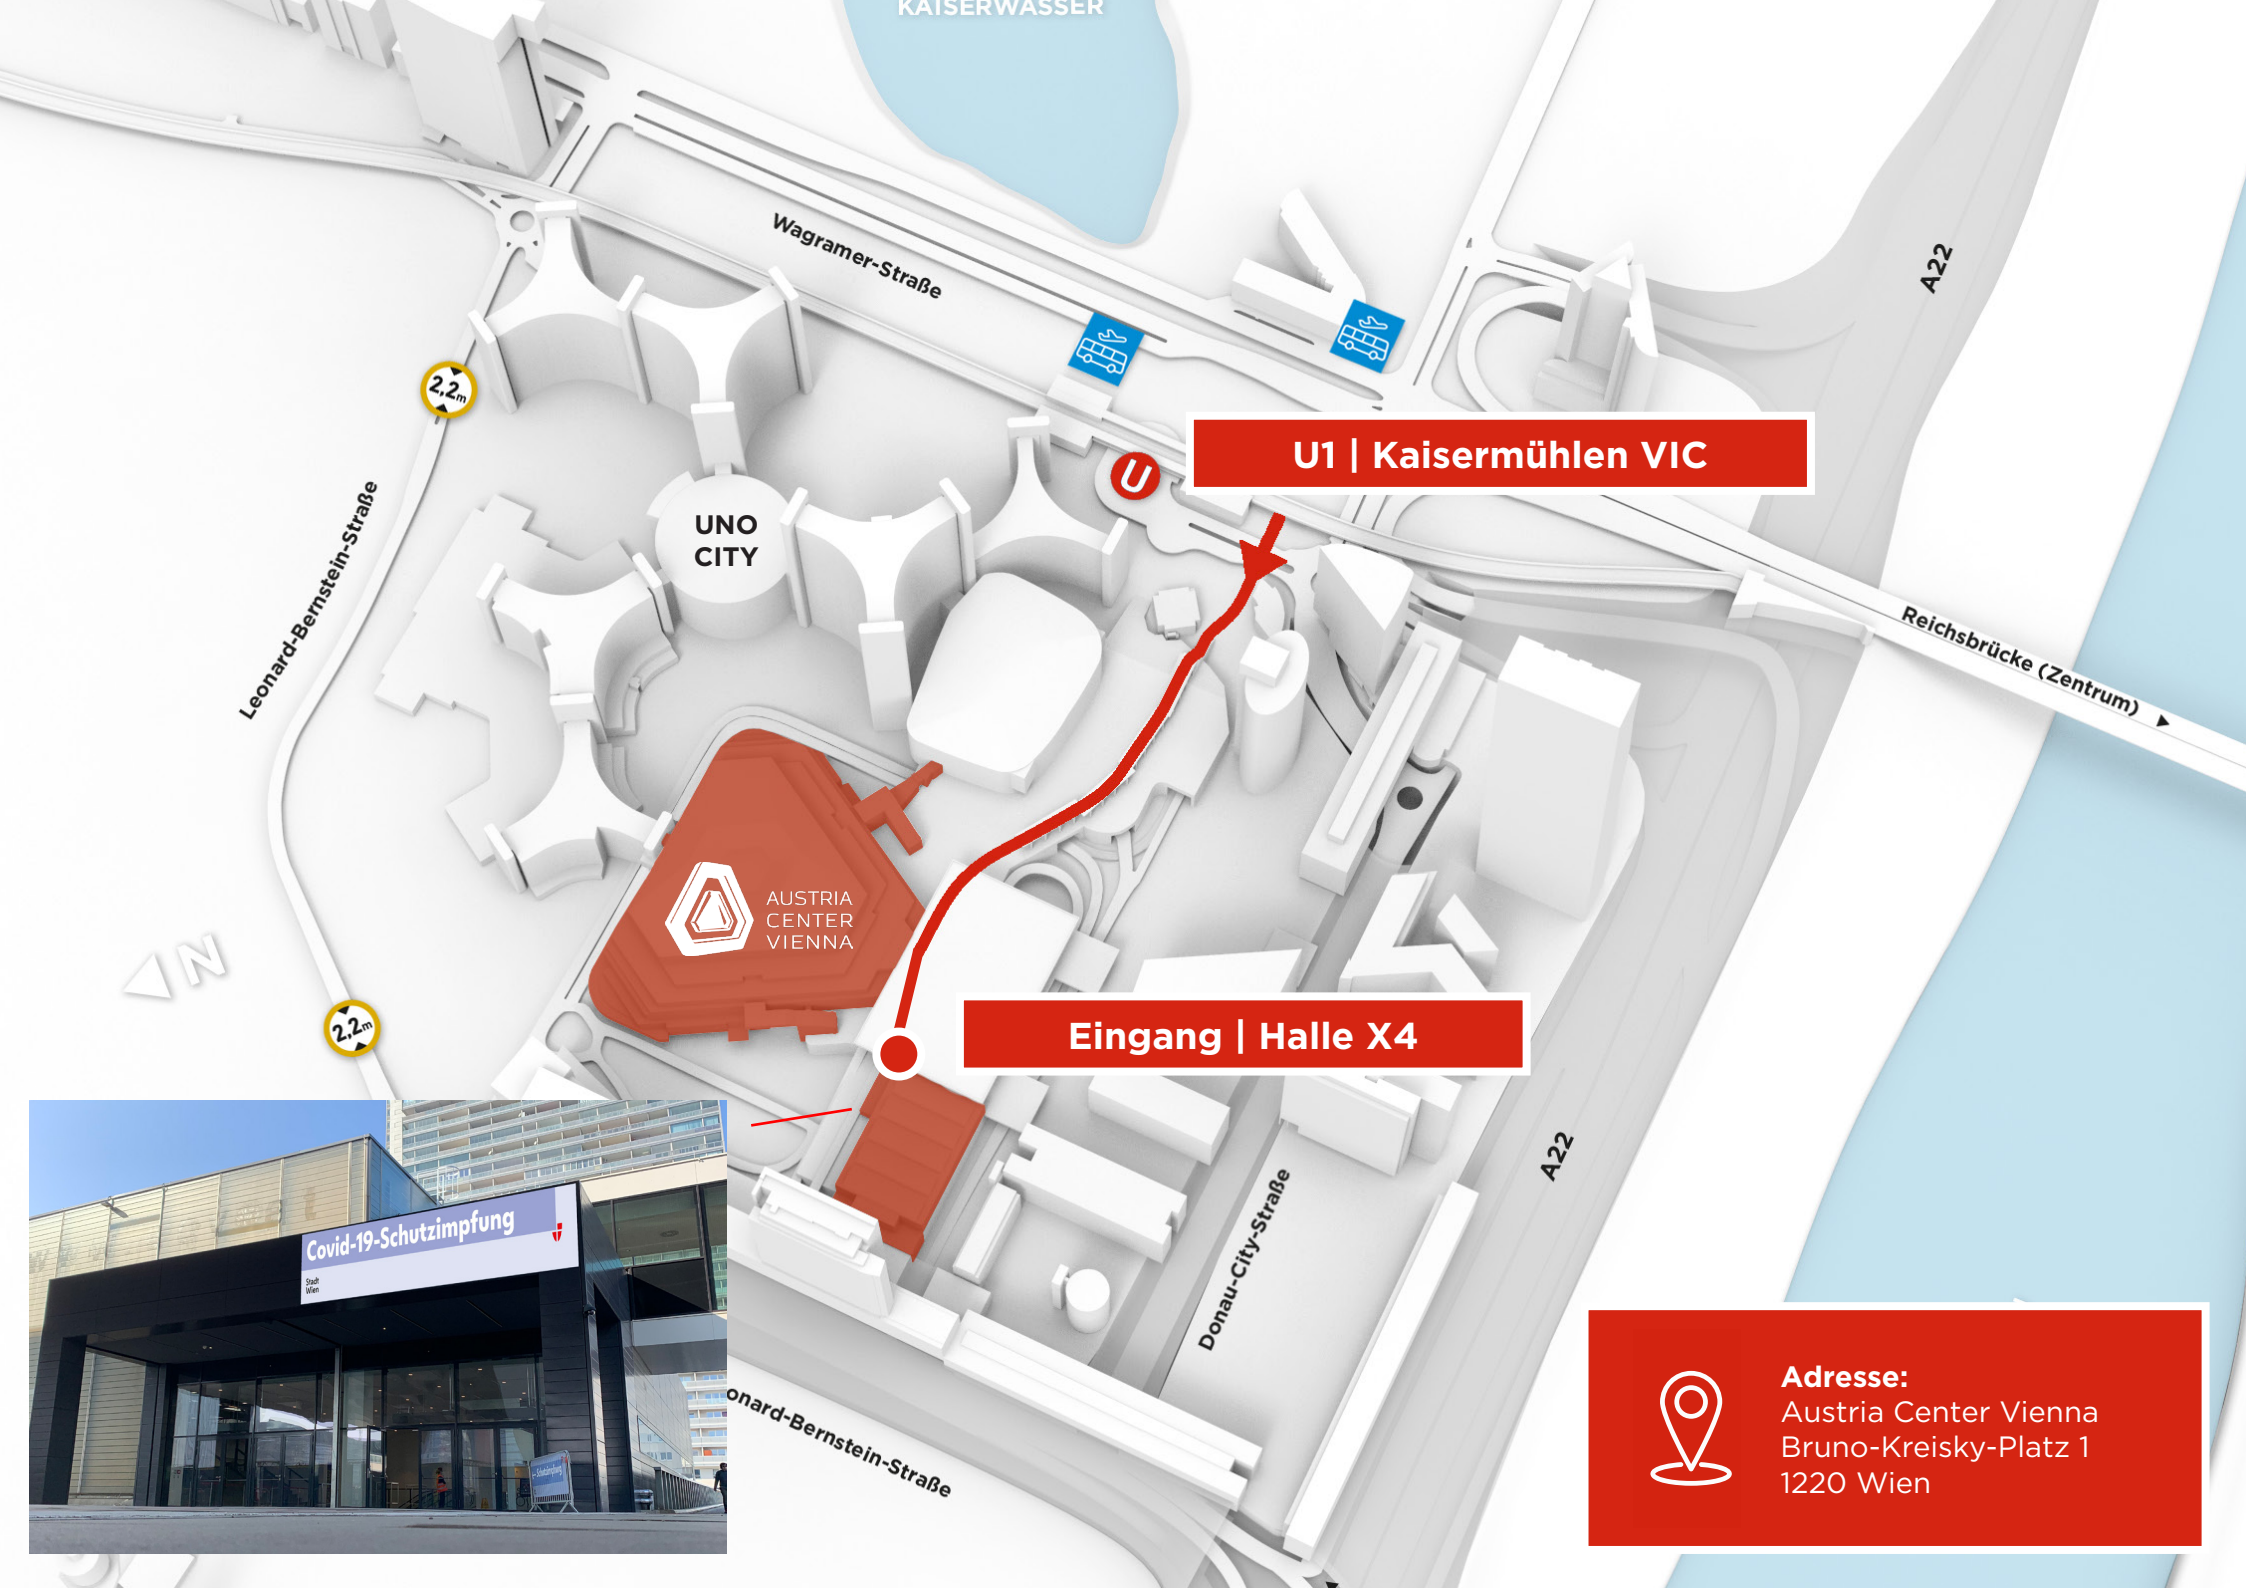 KAISERWASSER
Wagramer-Straße
A22
2,2m
U1 | Kaisermühlen VIC
U
UNO
CITY
Leonard-Bernstein-Straße
Reichsbrücke (Zentrum)
AUSTRIA
CENTER
VIENNA
N
2,2m
Eingang | Halle X4
A22
Covid-19-Schutzimpfung
Stadt
Wien
Schutzimpfung
Donau-City-Straße
onard-Bernstein-Straße
Adresse:
Austria Center Vienna
Bruno-Kreisky-Platz 1
1220 Wien